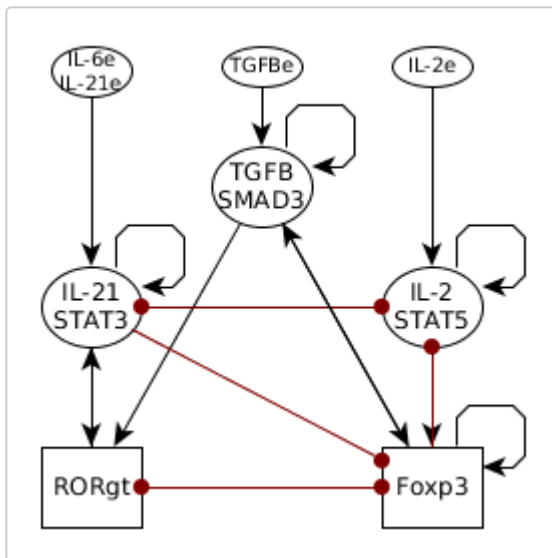 IL-6e
IL-21e
TGFBe
IL-2e
TGFB
SMAD3
IL-21
STAT3
IL-2
STAT5
RORgt
Foxp3